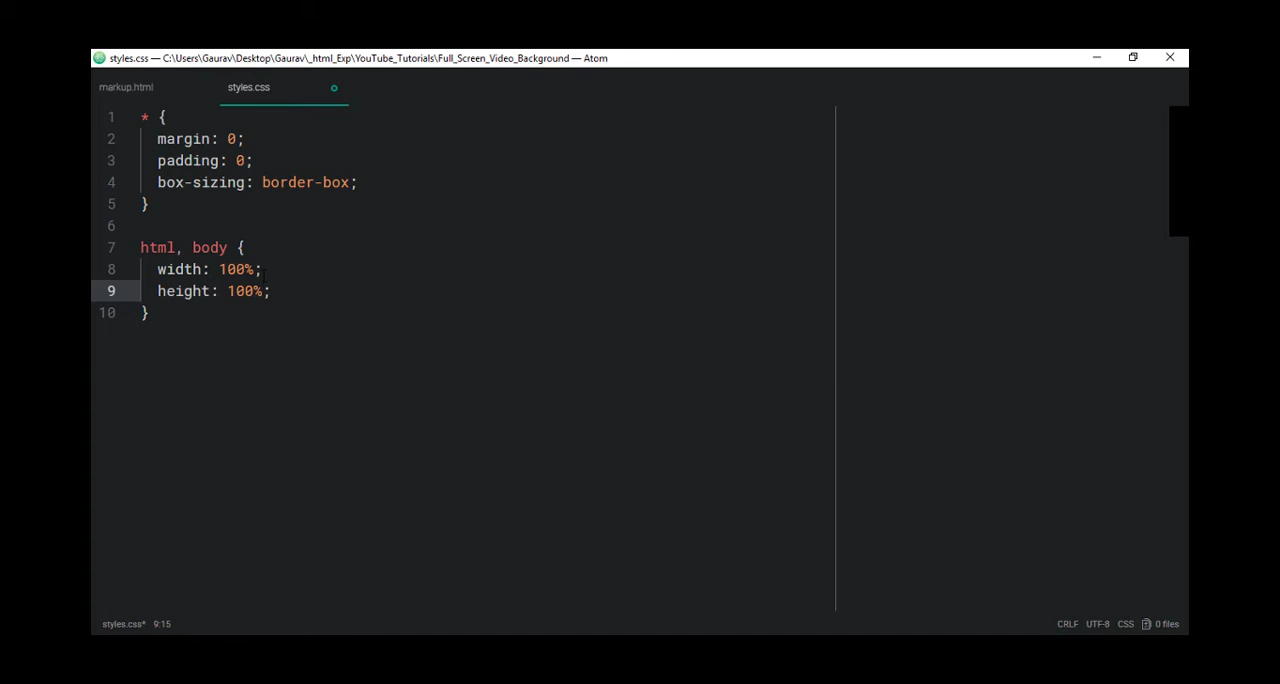 styles.css — C:\Users\Gaurav\Desktop\Gaurav\_html_Exp\YouTube_Tutorials\Full_Screen_Video_Background — Atom
markup.html styles.css
1 * {
2 margin: 0;
3 padding: 0;
4 box-sizing: border-box;
5 }
6
7 html, body {
8 width: 100%;
9 height: 100%;
10 }
styles.css* 9:15 CRLF UTF-8 CSS 0 files